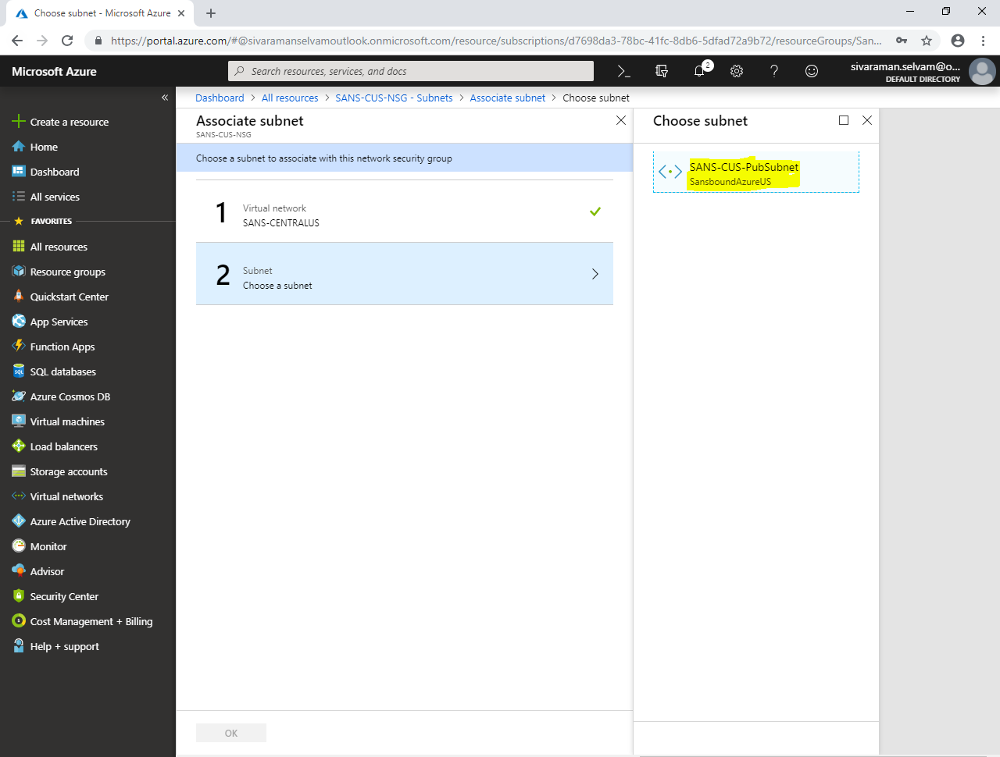 Choose subnet - Microsoft Azure
https://portal.azure.com/#@sivaramanselvamoutlook.onmicrosoft.com/resource/subscriptions/d7698da3-78bc-41fc-8db6-5dfad72a9b72/resourceGroups/San...
Microsoft Azure
Search resources, services, and docs
2
sivaraman.selvam@o...
DEFAULT DIRECTORY
Dashboard > All resources > SANS-CUS-NSG - Subnets > Associate subnet > Choose subnet
«
Create a resource
Home
Dashboard
All services
FAVORITES
All resources
Resource groups
Quickstart Center
App Services
Function Apps
SQL
SQL databases
Azure Cosmos DB
Virtual machines
Load balancers
Storage accounts
Virtual networks
Azure Active Directory
Monitor
Advisor
Security Center
Cost Management + Billing
Help + support
Associate subnet
SANS-CUS-NSG
Choose a subnet to associate with this network security group
1
Virtual network
SANS-CENTRALUS
2
Subnet
Choose a subnet
OK
Choose subnet
SANS-CUS-PubSubnet
SansboundAzureUS